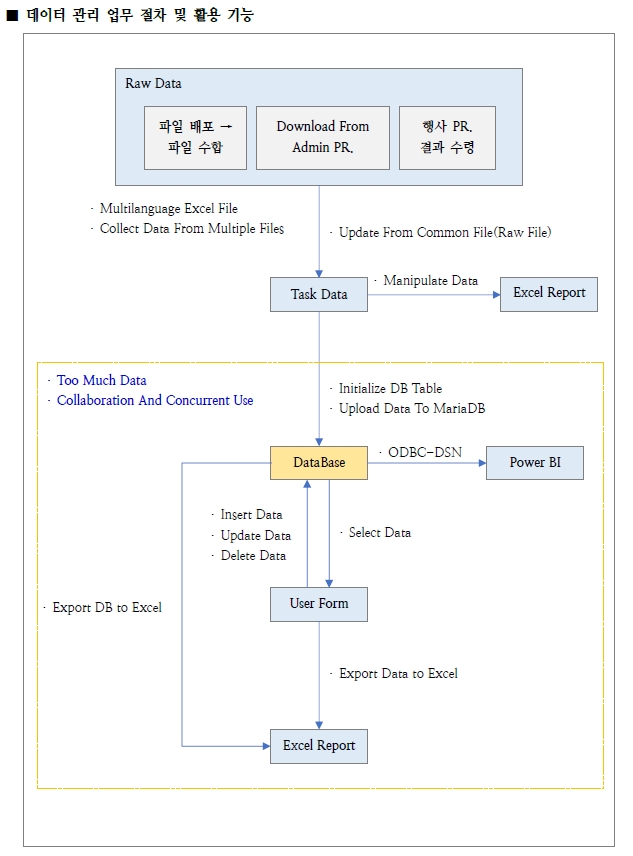 ■ 데이터 관리 업무 절차 및 활용 기능
Raw Data
파일 배포 →
파일 수합
Download From
Admin PR.
행사 PR.
결과 수령
· Multilanguage Excel File
· Collect Data From Multiple Files
· Update From Common File(Raw File)
Task Data
· Manipulate Data
Excel Report
· Too Much Data
· Collaboration And Concurrent Use
· Initialize DB Table
· Upload Data To MariaDB
DataBase
· ODBC-DSN
Power BI
· Insert Data
· Update Data
· Delete Data
· Select Data
· Export DB to Excel
User Form
· Export Data to Excel
Excel Report